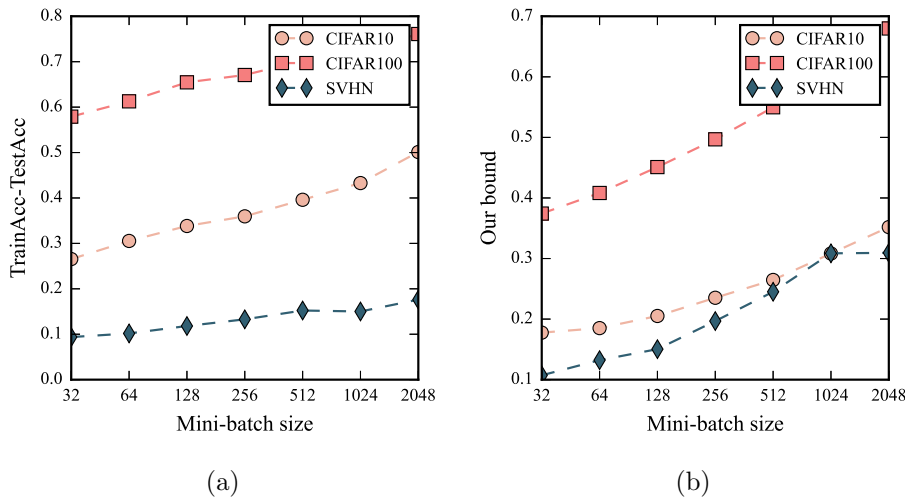 0.8
0.7
0.6
0.5
0.4
0.3
0.2
0.1
0.0
TrainAcc-TestAcc
CIFAR10
CIFAR100
SVHN
32 64 128 256 512 1024 2048
Mini-batch size
(a)
0.7
0.6
0.5
0.4
0.3
0.2
0.1
Our bound
CIFAR10
CIFAR100
SVHN
32 64 128 256 512 1024 2048
Mini-batch size
(b)